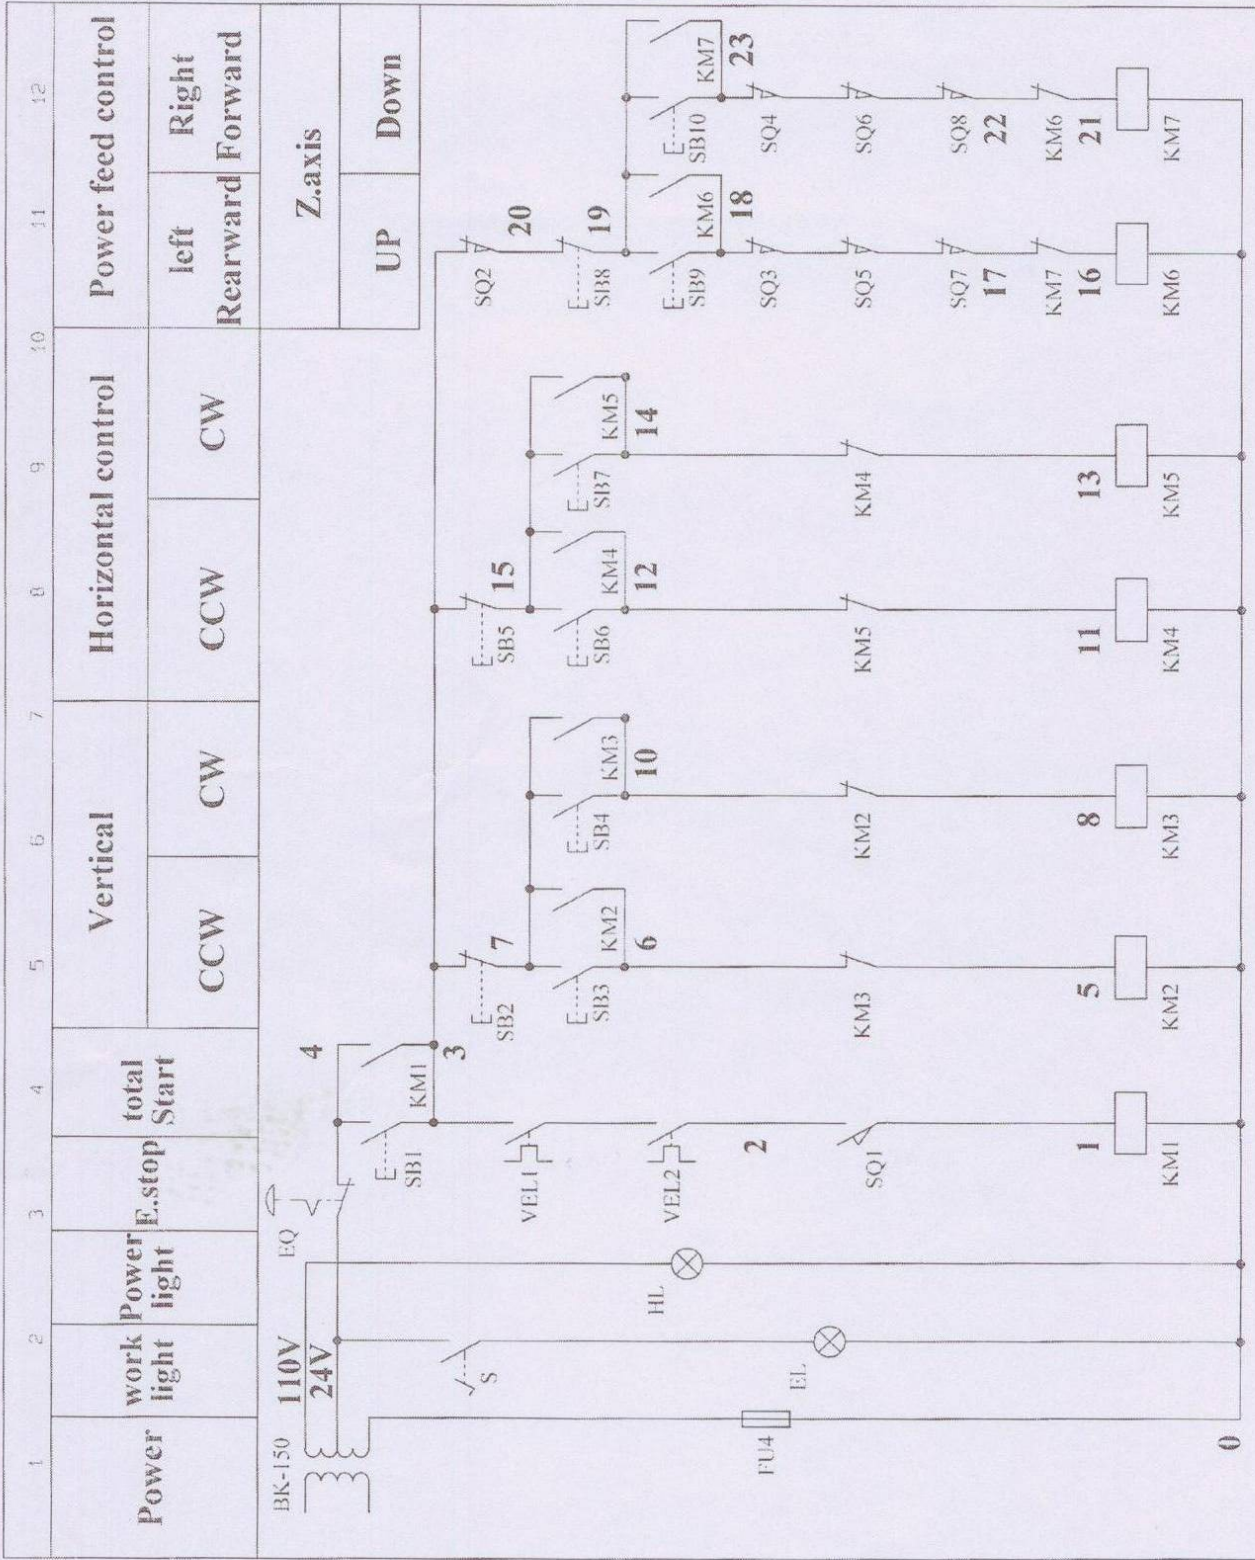 1 2 3 4 5 6 7 8 9 10 11 12
Power
work
light
Power
light
E.stop
total
Start
Vertical
CCW
CW
Horizontal control
CCW
CW
Power feed control
left
Rearward
Right
Forward
Z.axis
UP
Down
BK-150
110V
24V
EQ
4
SB1
KM1
3
S
SB2
7
SB5
15
SQ2
20
SB8
19
VEL1
SB3
KM2
6
SB4
KM3
10
SB6
KM4
12
SB7
KM5
14
SB9
KM6
18
SB10
KM7
23
HL
VEL2
2
FU4
EL
SQ1
KM3
KM2
KM5
KM4
SQ3
SQ4
SQ5
SQ6
SQ7
17
SQ8
22
KM7
KM6
1
5
8
11
13
16
21
KM1
KM2
KM3
KM4
KM5
KM6
KM7
0